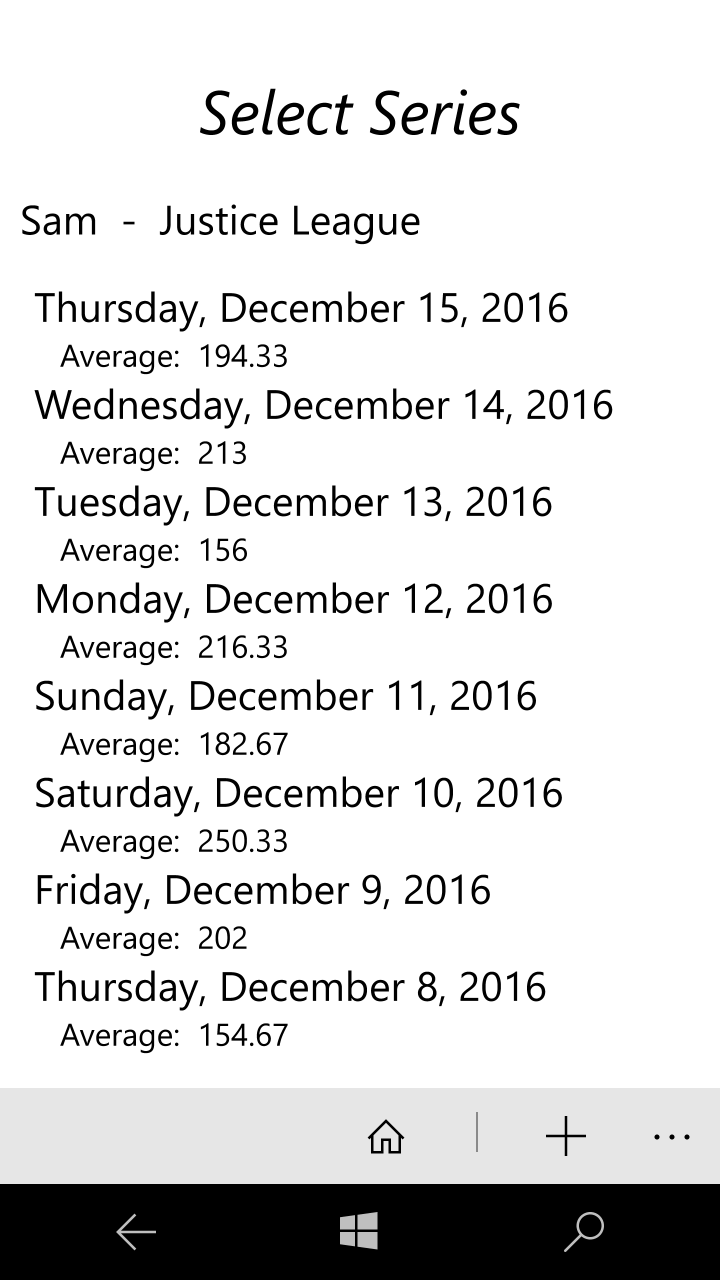 Select Series
Sam - Justice League
Thursday, December 15, 2016
Average: 194.33
Wednesday, December 14, 2016
Average: 213
Tuesday, December 13, 2016
Average: 156
Monday, December 12, 2016
Average: 216.33
Sunday, December 11, 2016
Average: 182.67
Saturday, December 10, 2016
Average: 250.33
Friday, December 9, 2016
Average: 202
Thursday, December 8, 2016
Average: 154.67